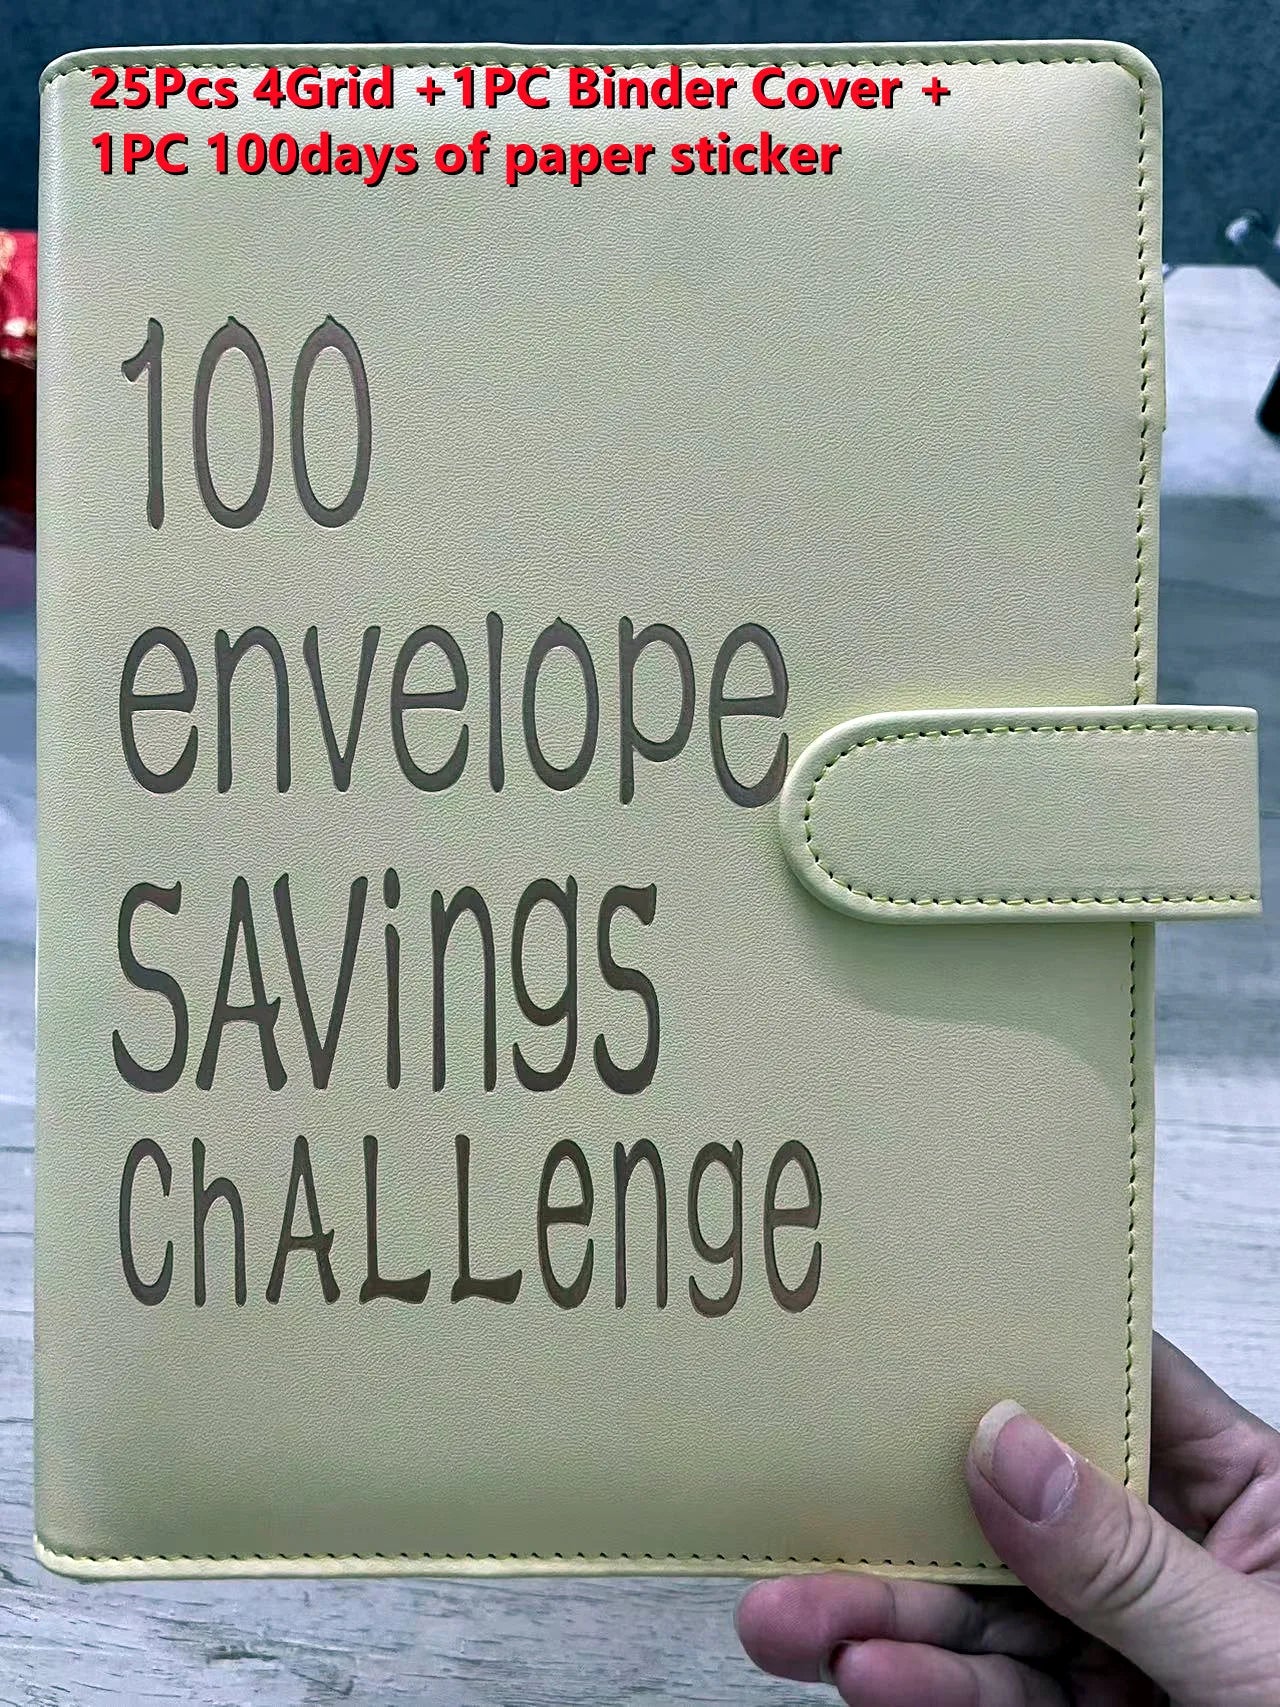 25Pcs 4Grid +1PC Binder Cover +
1PC 100days of paper sticker
100
envelope
SAVings
ChALLenge